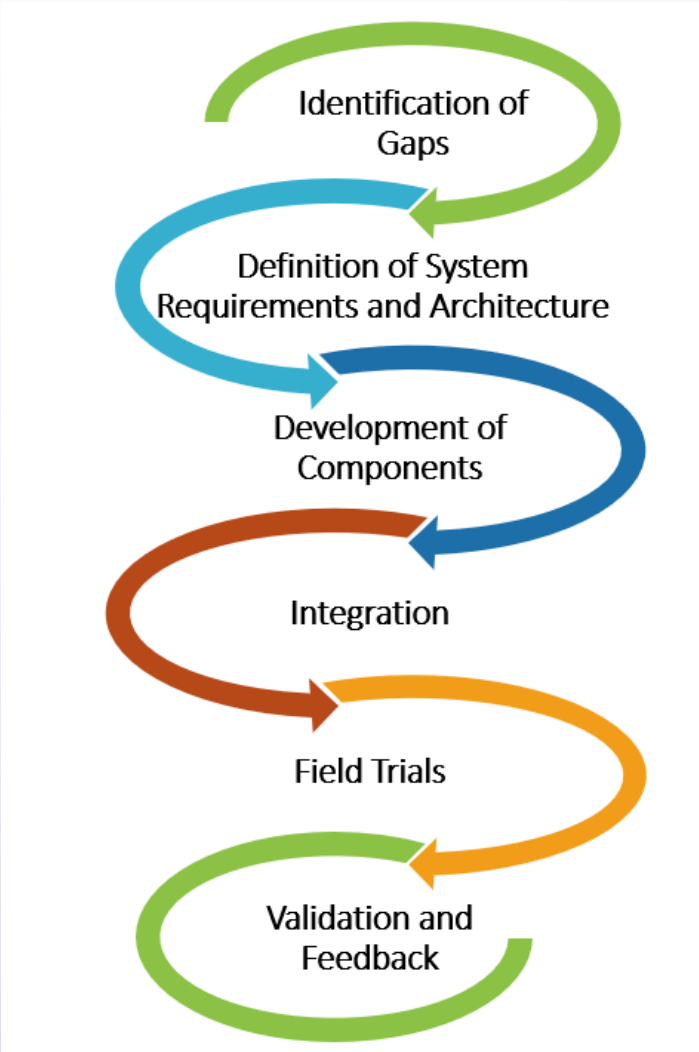 Identification of
Gaps
Definition of System
Requirements and Architecture
Development of
Components
Integration
Field Trials
Validation and
Feedback